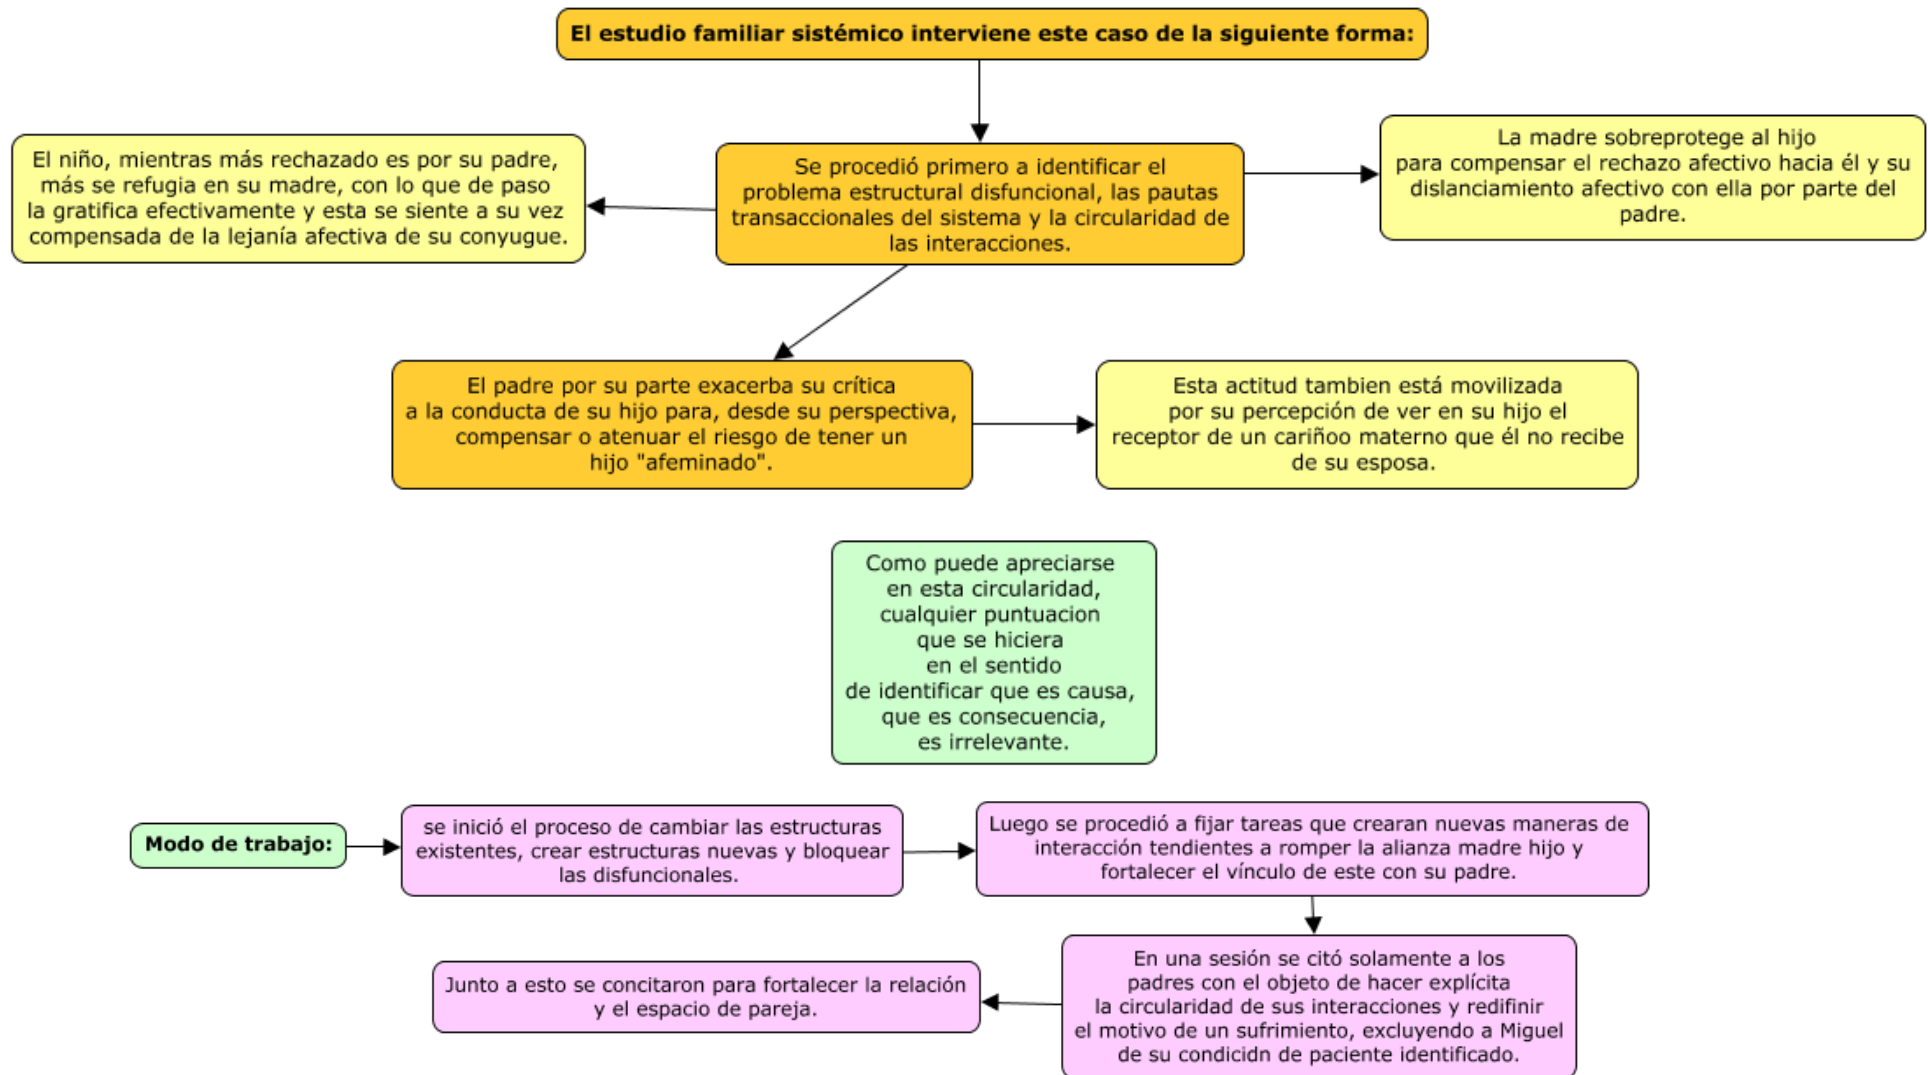 El estudio familiar sistémico interviene este caso de la siguiente forma:
El niño, mientras más rechazado es por su padre,
más se refugia en su madre, con lo que de paso
la gratifica efectivamente y esta se siente a su vez
compensada de la lejanía afectiva de su conyugue.
Se procedió primero a identificar el
problema estructural disfuncional, las pautas
transaccionales del sistema y la circularidad de
las interacciones.
La madre sobreprotege al hijo
para compensar el rechazo afectivo hacia él y su
dislanciamiento afectivo con ella por parte del
padre.
El padre por su parte exacerba su crítica
a la conducta de su hijo para, desde su perspectiva,
compensar o atenuar el riesgo de tener un
hijo "afeminado".
Esta actitud tambien está movilizada
por su percepción de ver en su hijo el
receptor de un cariñoo materno que él no recibe
de su esposa.
Como puede apreciarse
en esta circularidad,
cualquier puntuacion
que se hiciera
en el sentido
de identificar que es causa,
que es consecuencia,
es irrelevante.
Modo de trabajo:
se inició el proceso de cambiar las estructuras
existentes, crear estructuras nuevas y bloquear
las disfuncionales.
Luego se procedió a fijar tareas que crearan nuevas maneras de
interacción tendientes a romper la alianza madre hijo y
fortalecer el vínculo de este con su padre.
En una sesión se citó solamente a los
padres con el objeto de hacer explícita
la circularidad de sus interacciones y redifinir
el motivo de un sufrimiento, excluyendo a Miguel
de su condicidn de paciente identificado.
Junto a esto se concitaron para fortalecer la relación
y el espacio de pareja.